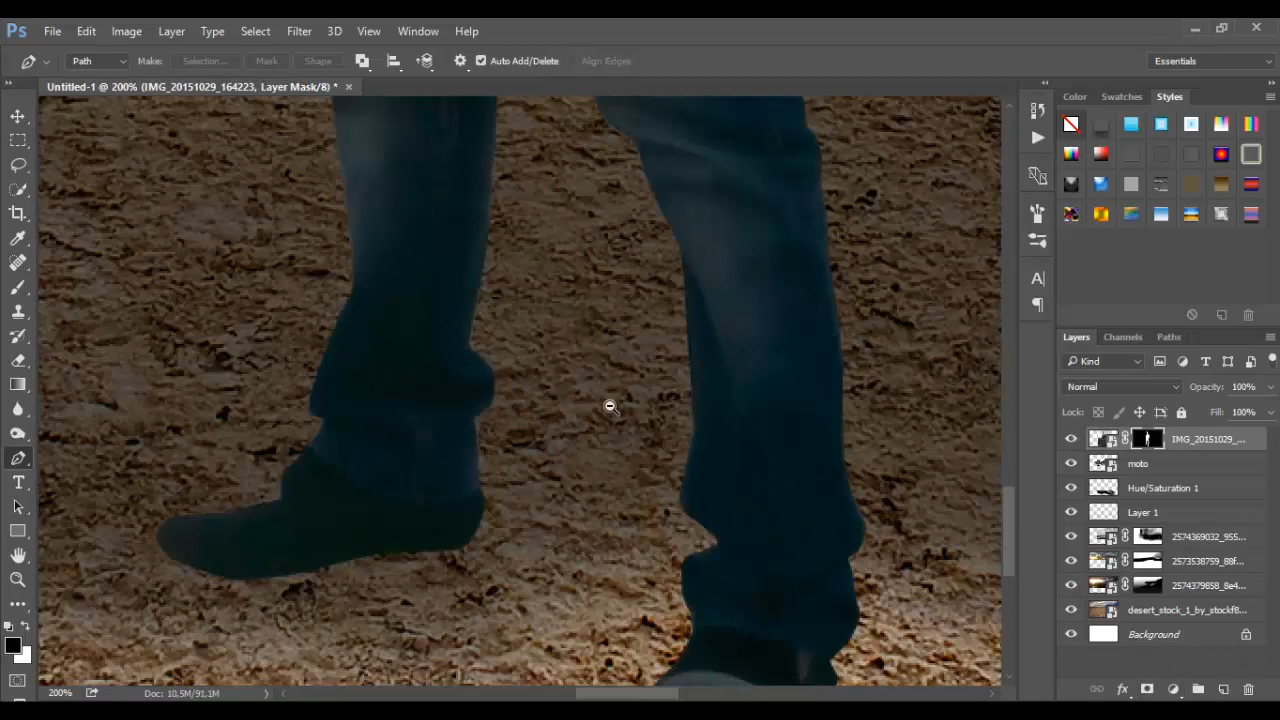 Ps File Edit Image Layer Type Select Filter 3D View Window Help
Path Make: Selection... Mask Shape Auto Add/Delete Align Edges Essentials
Untitled-1 @ 200% (IMG_20151029_164223, Layer Mask/8) * ×
Color Swatches Styles
Layers Channels Paths
Kind
Normal Opacity: 100%
Lock: Fill: 100%
IMG_20151029_...
moto
Hue/Saturation 1
Layer 1
2574369032_955...
2573538759_88f...
2574379858_8e4...
desert_stock_1_by_stockf8...
Background
200% Doc: 10,5M/91,1M